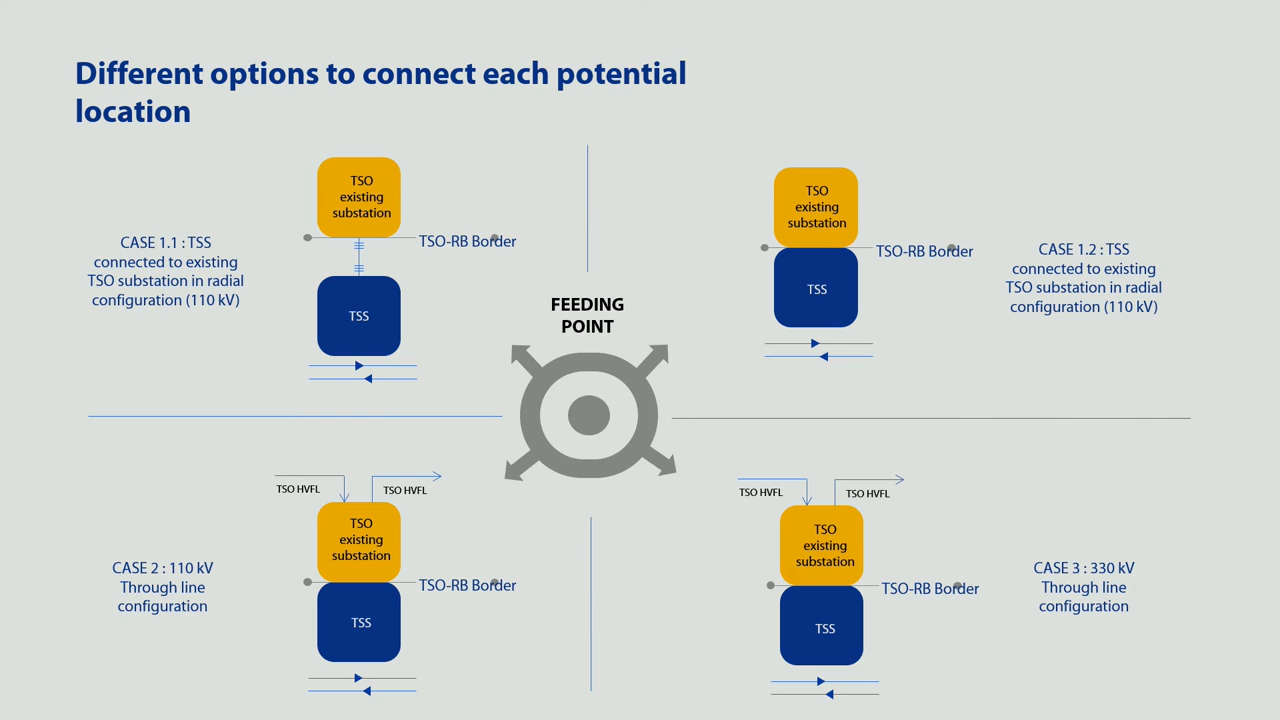 Different options to connect each potential
location
TSO
existing
substation
TSO-RB Border
CASE 1.1 : TSS
connected to existing
TSO substation in radial
configuration (110 kV)
TSS
TSO
existing
substation
TSO-RB Border
TSS
CASE 1.2 : TSS
connected to existing
TSO substation in radial
configuration (110 kV)
FEEDING
POINT
TSO HVFL
TSO HVFL
TSO
existing
substation
TSO-RB Border
CASE 2 : 110 kV
Through line
configuration
TSS
TSO HVFL
TSO HVFL
TSO
existing
substation
TSO-RB Border
TSS
CASE 3 : 330 kV
Through line
configuration